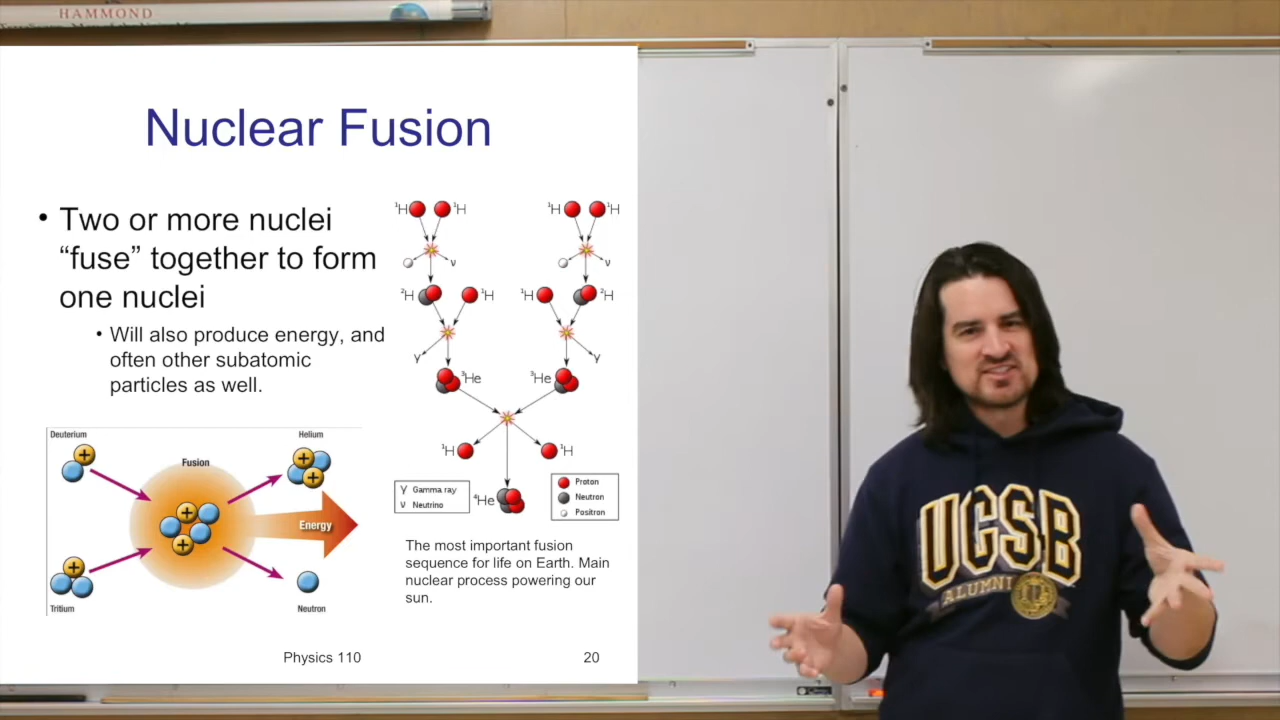 HAMMOND
Nuclear Fusion
• Two or more nuclei
“fuse” together to form
one nuclei
• Will also produce energy, and
often other subatomic
particles as well.
Deuterium
Helium
Fusion
Energy
Tritium
Neutron
¹H ¹H ¹H ¹H
ν ν
²H ¹H ¹H ²H
γ γ
³He ³He
¹H ¹H
⁴He
γ Gamma ray
ν Neutrino
Proton
Neutron
Positron
The most important fusion
sequence for life on Earth. Main
nuclear process powering our
sun.
Physics 110
20
UCSB
ALUMNI